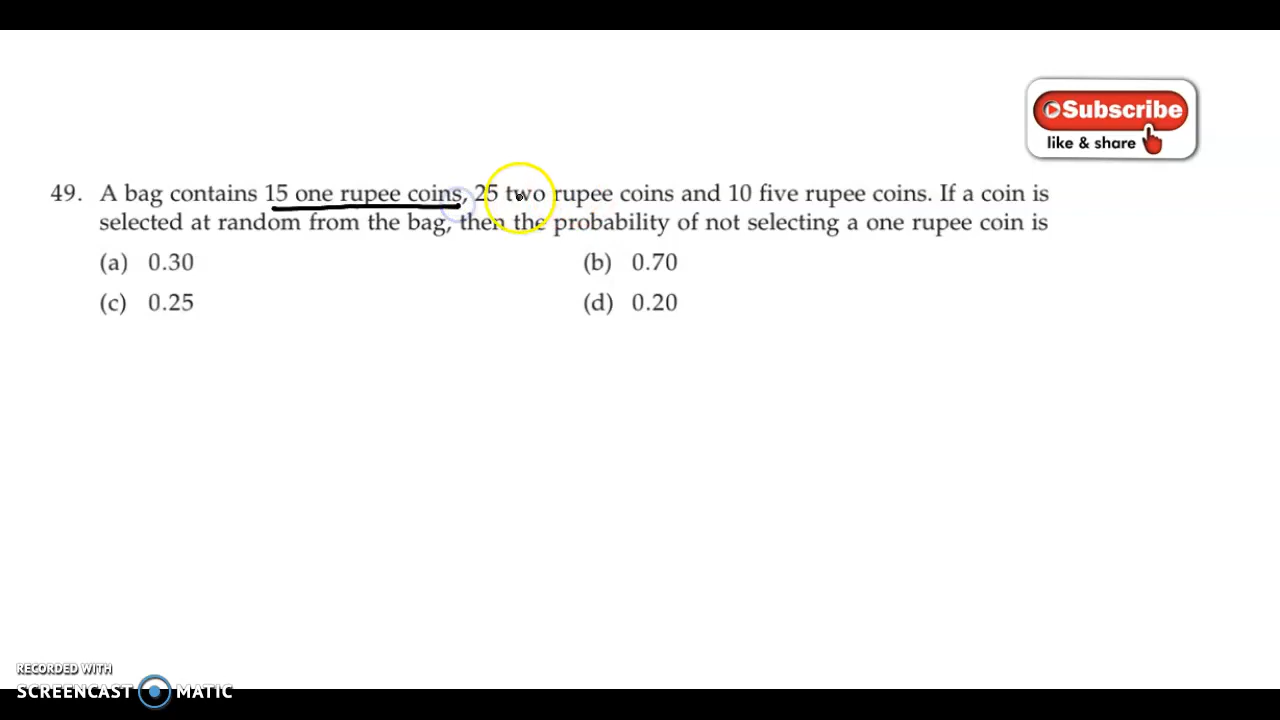 Subscribe
like & share
49. A bag contains 15 one rupee coins, 25 two rupee coins and 10 five rupee coins. If a coin is
selected at random from the bag, then the probability of not selecting a one rupee coin is
(a) 0.30 (b) 0.70
(c) 0.25 (d) 0.20
RECORDED WITH
SCREENCAST MATIC